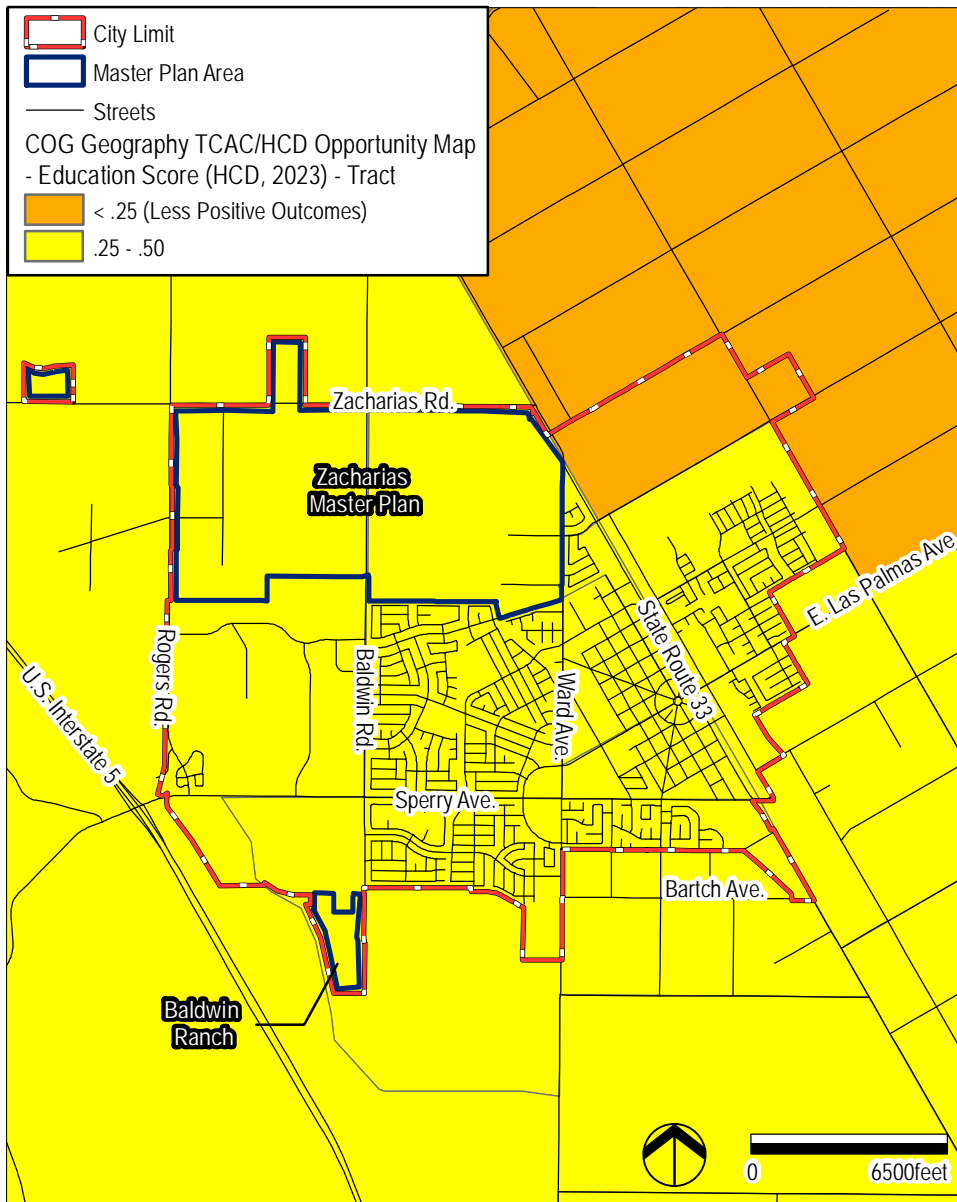 City Limit
Master Plan Area
Streets
COG Geography TCAC/HCD Opportunity Map
- Education Score (HCD, 2023) - Tract
< .25 (Less Positive Outcomes)
.25 - .50
Zacharias Rd.
Zacharias
Master Plan
E. Las Palmas Ave.
State Route 33
Rogers Rd.
Baldwin Rd.
Ward Ave.
U.S. Interstate 5
Sperry Ave.
Bartch Ave.
Baldwin
Ranch
0 6500feet